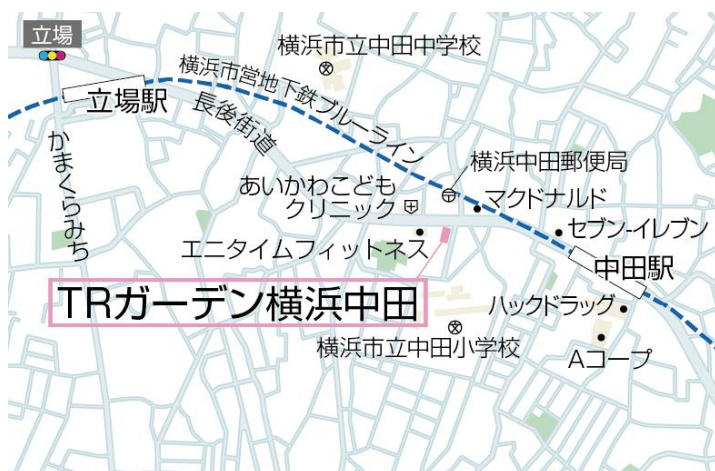 立場
横浜市立中田中学校
横浜市営地下鉄ブルーライン
立場駅
長後街道
かまくらみち
横浜中田郵便局
あいかわこども
クリニック
マクドナルド
セブン-イレブン
エニタイムフィットネス
中田駅
TRガーデン横浜中田
ハックドラッグ
横浜市立中田小学校
Aコープ